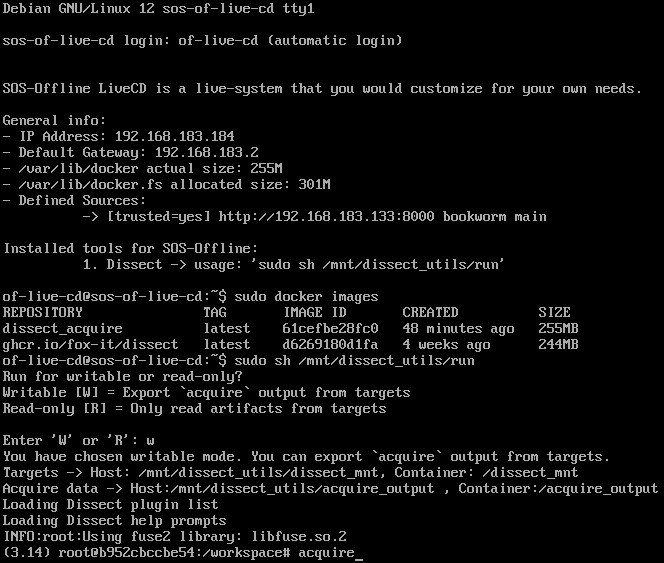 Debian GNU/Linux 12 sos-of-live-cd tty1
sos-of-live-cd login: of-live-cd (automatic login)
SOS-Offline LiveCD is a live-system that you would customize for your own needs.
General info:
- IP Address: 192.168.183.184
- Default Gateway: 192.168.183.2
- /var/lib/docker actual size: 255M
- /var/lib/docker.fs allocated size: 301M
- Defined Sources:
-> [trusted=yes] http://192.168.183.133:8000 bookworm main
Installed tools for SOS-Offline:
1. Dissect -> usage: 'sudo sh /mnt/dissect_utils/run'
of-live-cd@sos-of-live-cd:~$ sudo docker images
REPOSITORY TAG IMAGE ID CREATED SIZE
dissect_acquire latest 61cefbe28fc0 48 minutes ago 255MB
ghcr.io/fox-it/dissect latest d6269180d1fa 4 weeks ago 244MB
of-live-cd@sos-of-live-cd:~$ sudo sh /mnt/dissect_utils/run
Run for writable or read-only?
Writable [W] = Export `acquire` output from targets
Read-only [R] = Only read artifacts from targets
Enter 'W' or 'R': w
You have chosen writable mode. You can export `acquire` output from targets.
Targets -> Host: /mnt/dissect_utils/dissect_mnt, Container: /dissect_mnt
Acquire data -> Host:/mnt/dissect_utils/acquire_output , Container:/acquire_output
Loading Dissect plugin list
Loading Dissect help prompts
INFO:root:Using fuse2 library: libfuse.so.2
(3.14) root@b952cbccbe54:/workspace# acquire_